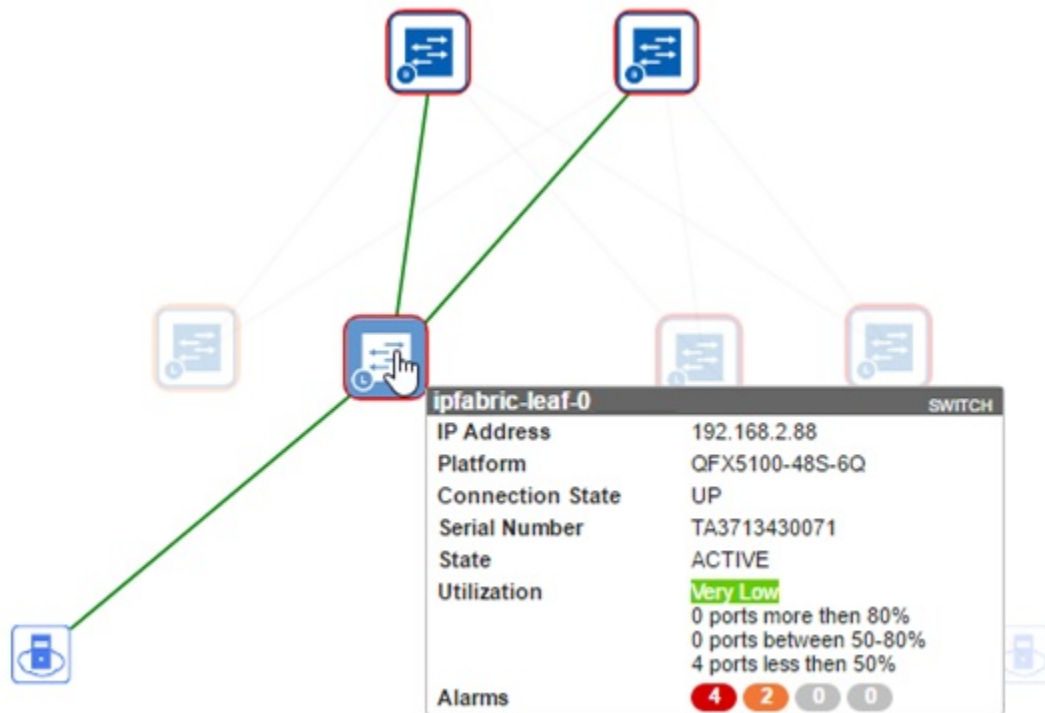 ipfabric-leaf-0 SWITCH
IP Address 192.168.2.88
Platform QFX5100-48S-6Q
Connection State UP
Serial Number TA3713430071
State ACTIVE
Utilization Very Low
0 ports more then 80%
0 ports between 50-80%
4 ports less then 50%
Alarms 4 2 0 0
L
L